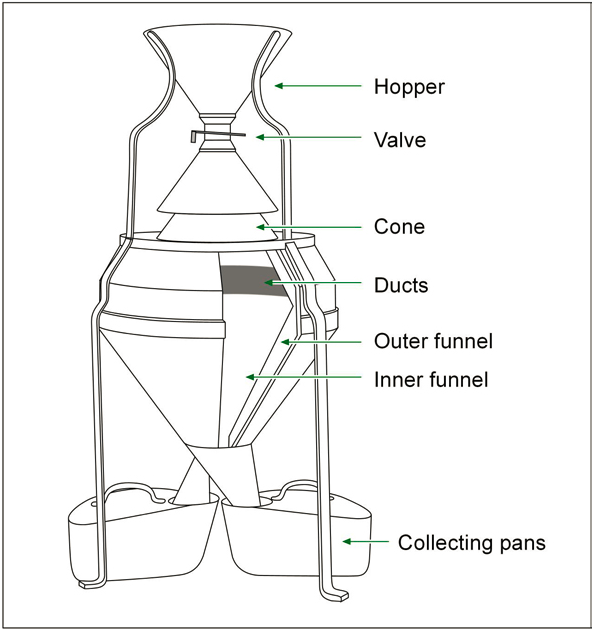 Hopper
Valve
Cone
Ducts
Outer funnel
Inner funnel
Collecting pans